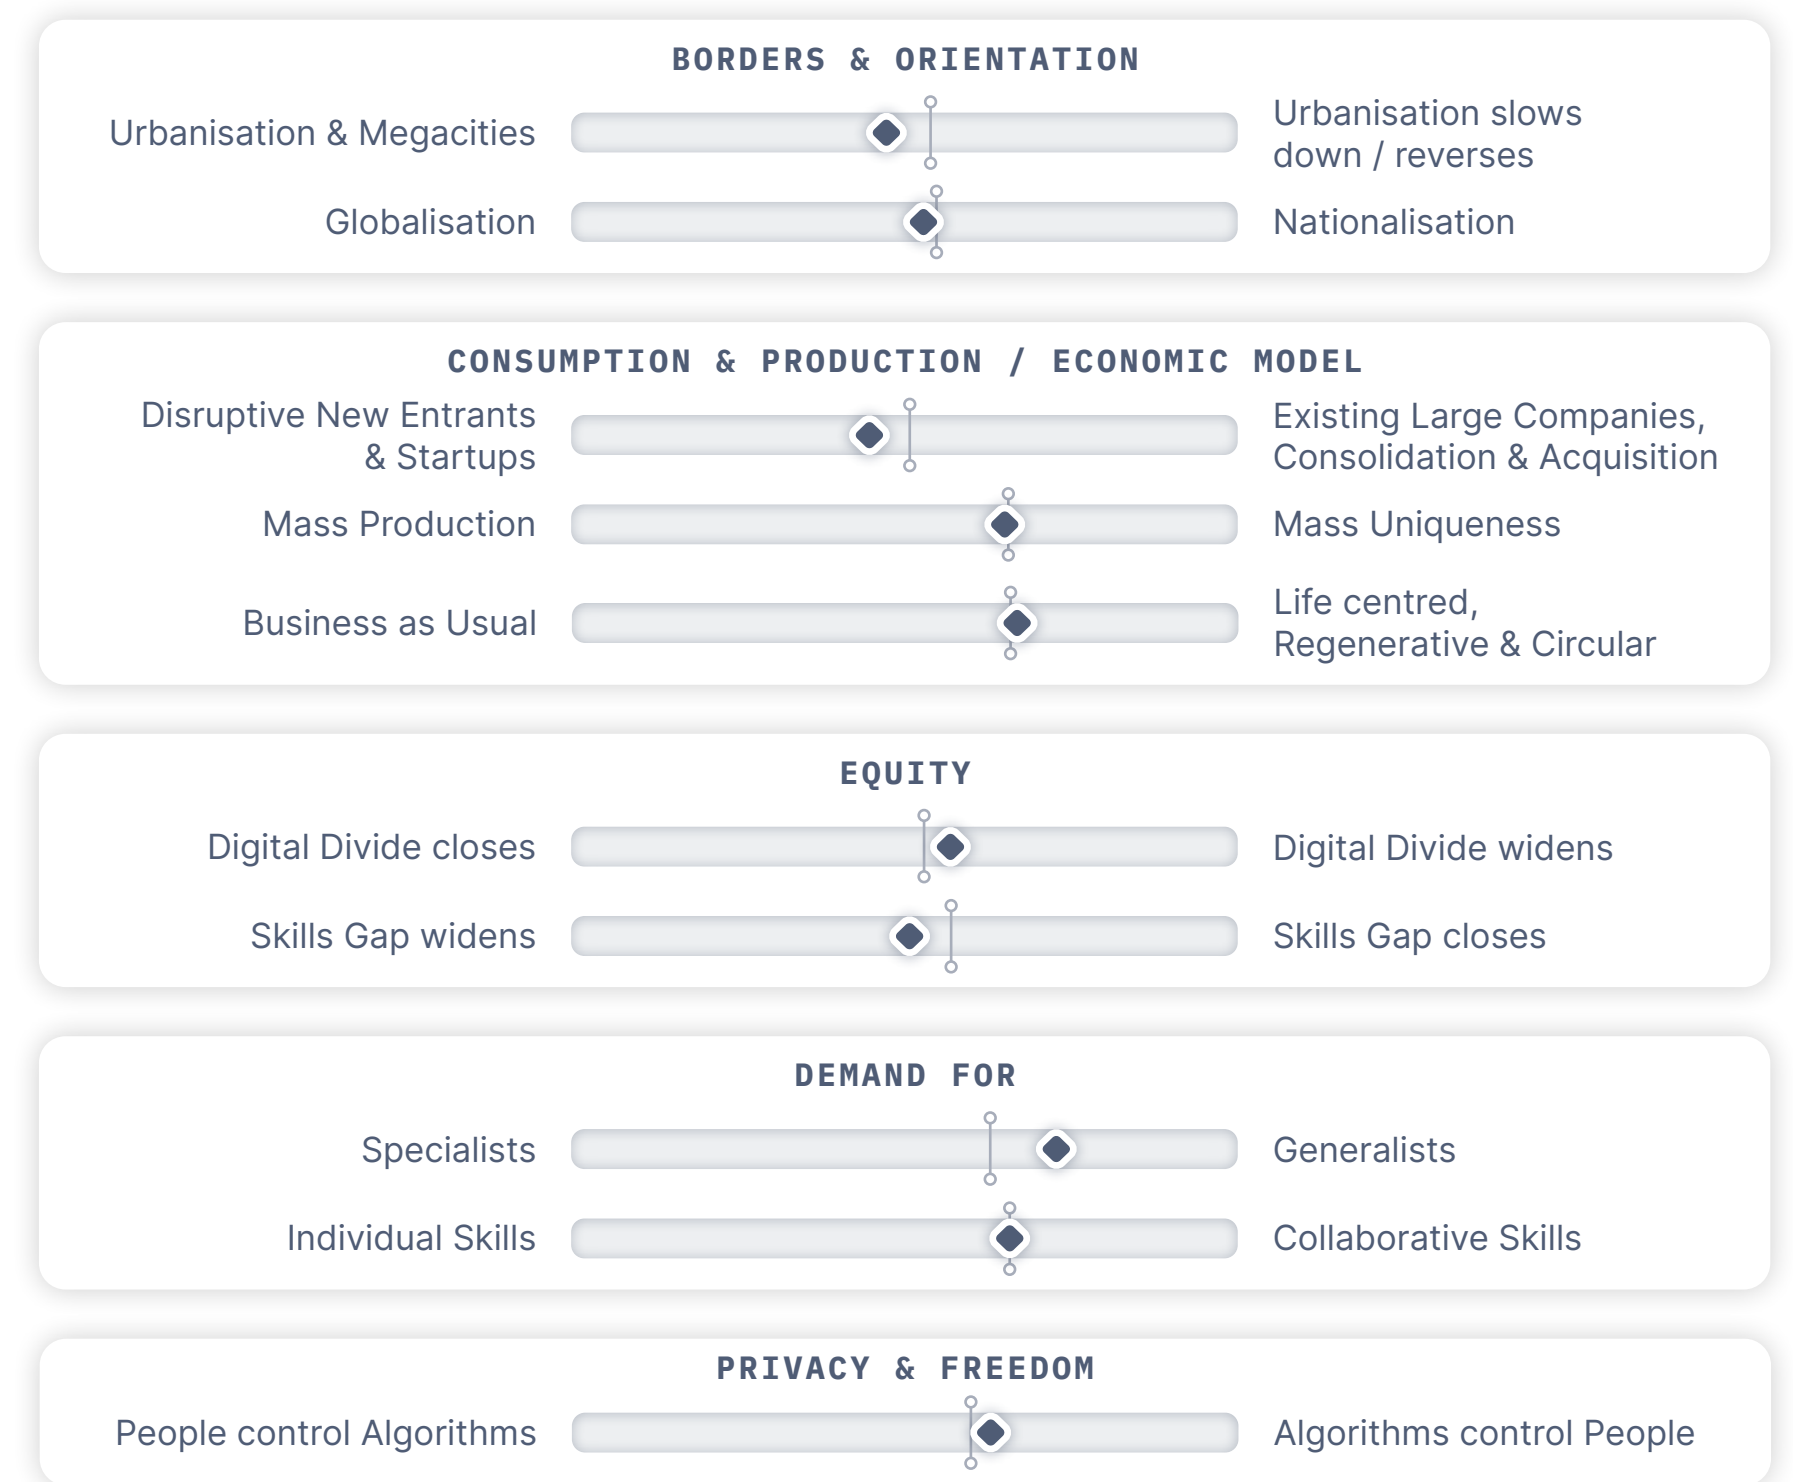 BORDERS & ORIENTATION
Urbanisation & Megacities
Urbanisation slows
down / reverses
Globalisation
Nationalisation
CONSUMPTION & PRODUCTION / ECONOMIC MODEL
Disruptive New Entrants
& Startups
Existing Large Companies,
Consolidation & Acquisition
Mass Production
Mass Uniqueness
Business as Usual
Life centred,
Regenerative & Circular
EQUITY
Digital Divide closes
Digital Divide widens
Skills Gap widens
Skills Gap closes
DEMAND FOR
Specialists
Generalists
Individual Skills
Collaborative Skills
PRIVACY & FREEDOM
People control Algorithms
Algorithms control People